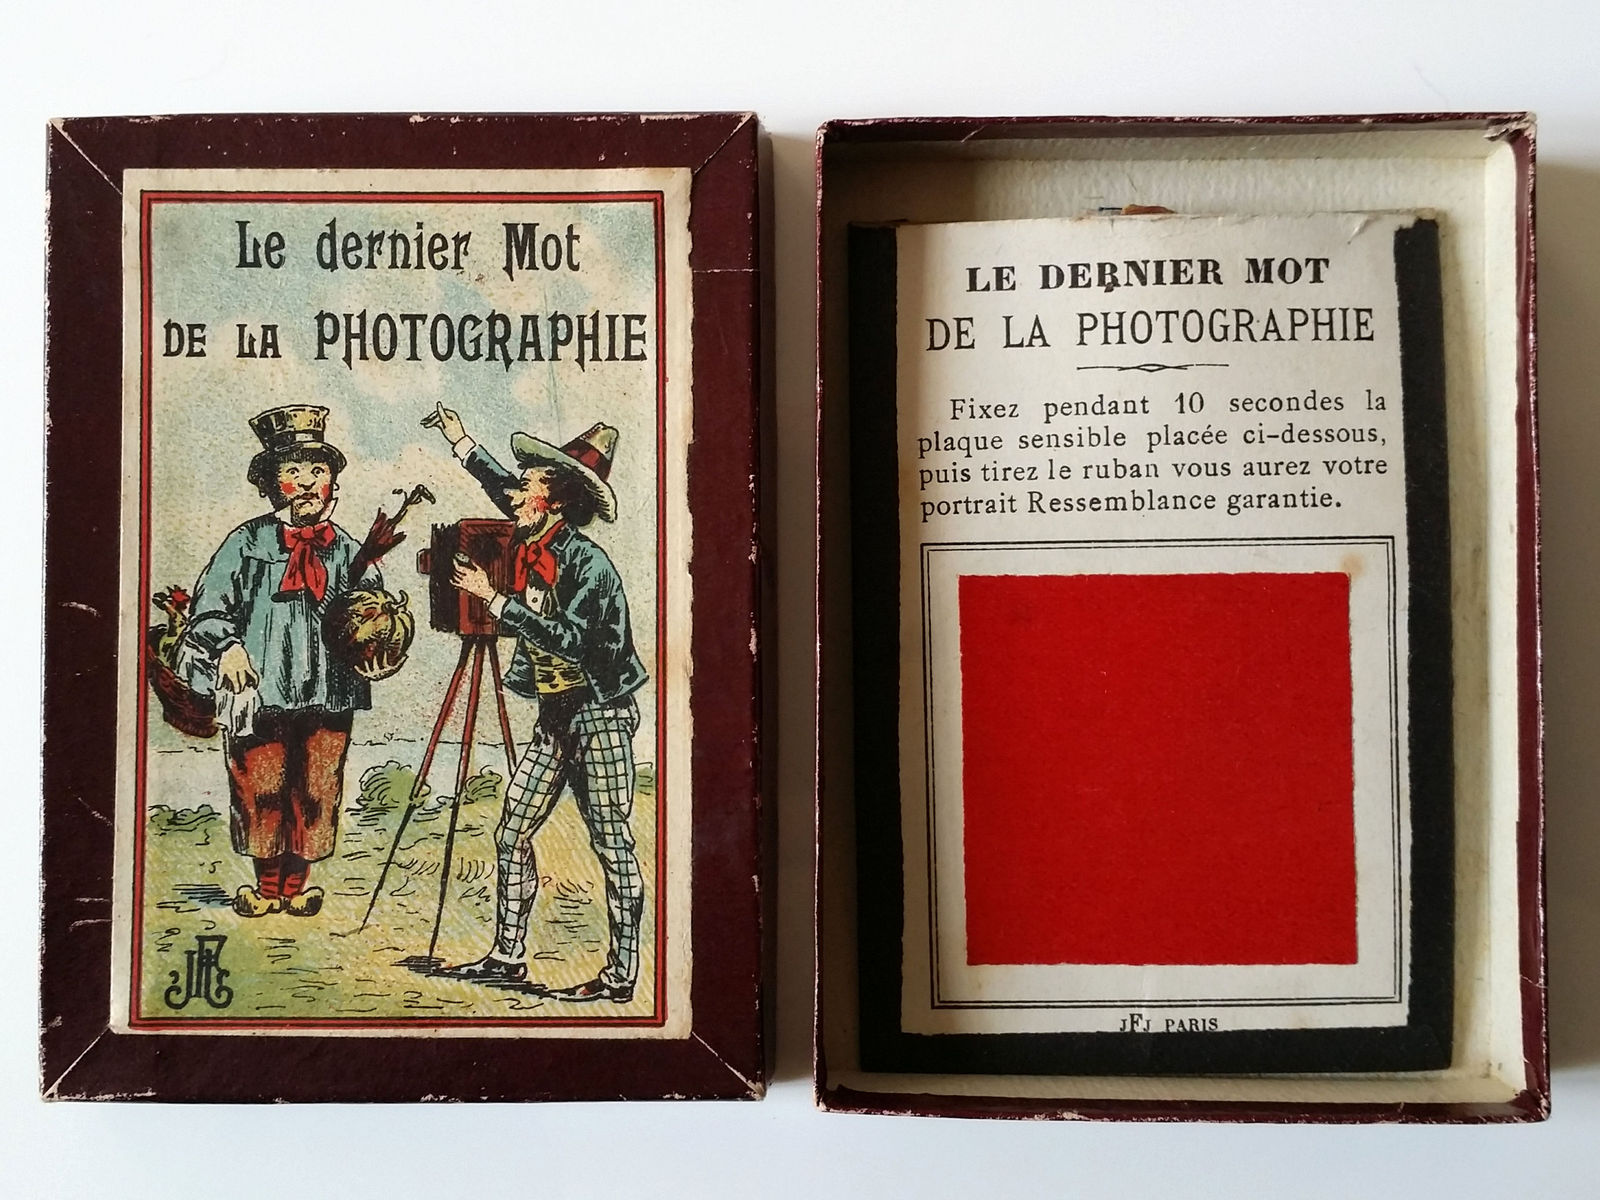 Le dernier Mot
DE LA PHOTOGRAPHIE
JFJ
LE DERNIER MOT
DE LA PHOTOGRAPHIE
Fixez pendant 10 secondes la
plaque sensible placée ci-dessous,
puis tirez le ruban vous aurez votre
portrait Ressemblance garantie.
JFJ PARIS